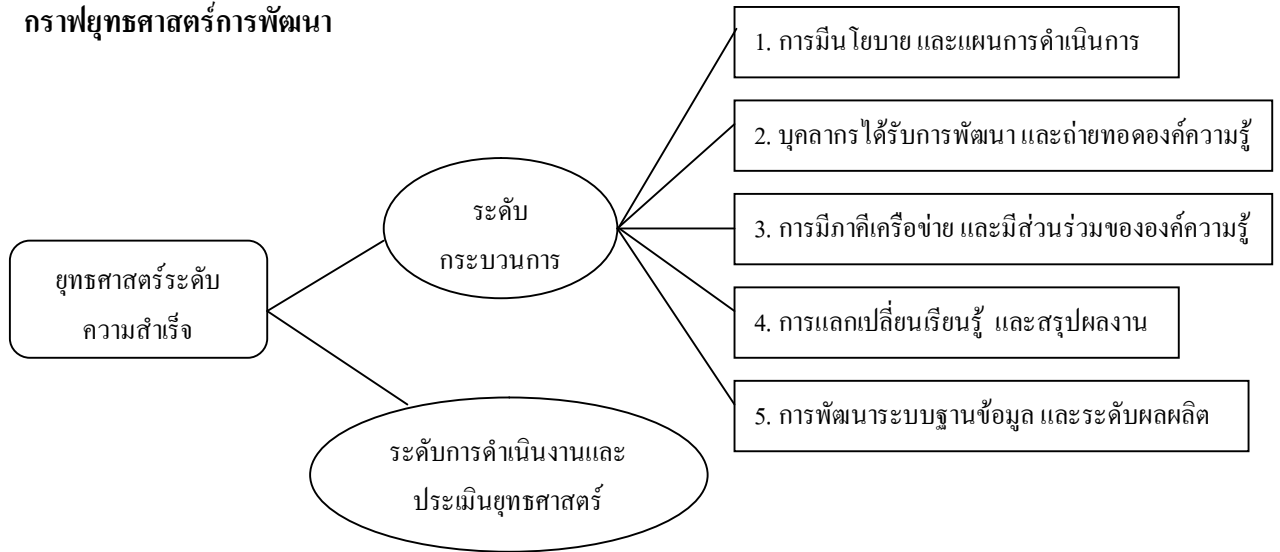 กราฟยุทธศาสตร์การพัฒนา
ยุทธศาสตร์ระดับ
ความสำเร็จ
ระดับ
กระบวนการ
1. การมีนโยบาย และแผนการดำเนินการ
2. บุคลากรได้รับการพัฒนา และถ่ายทอดองค์ความรู้
3. การมีภาคีเครือข่าย และมีส่วนร่วมขององค์ความรู้
4. การแลกเปลี่ยนเรียนรู้ และสรุปผลงาน
5. การพัฒนาระบบฐานข้อมูล และระดับผลผลิต
ระดับการดำเนินงานและ
ประเมินยุทธศาสตร์